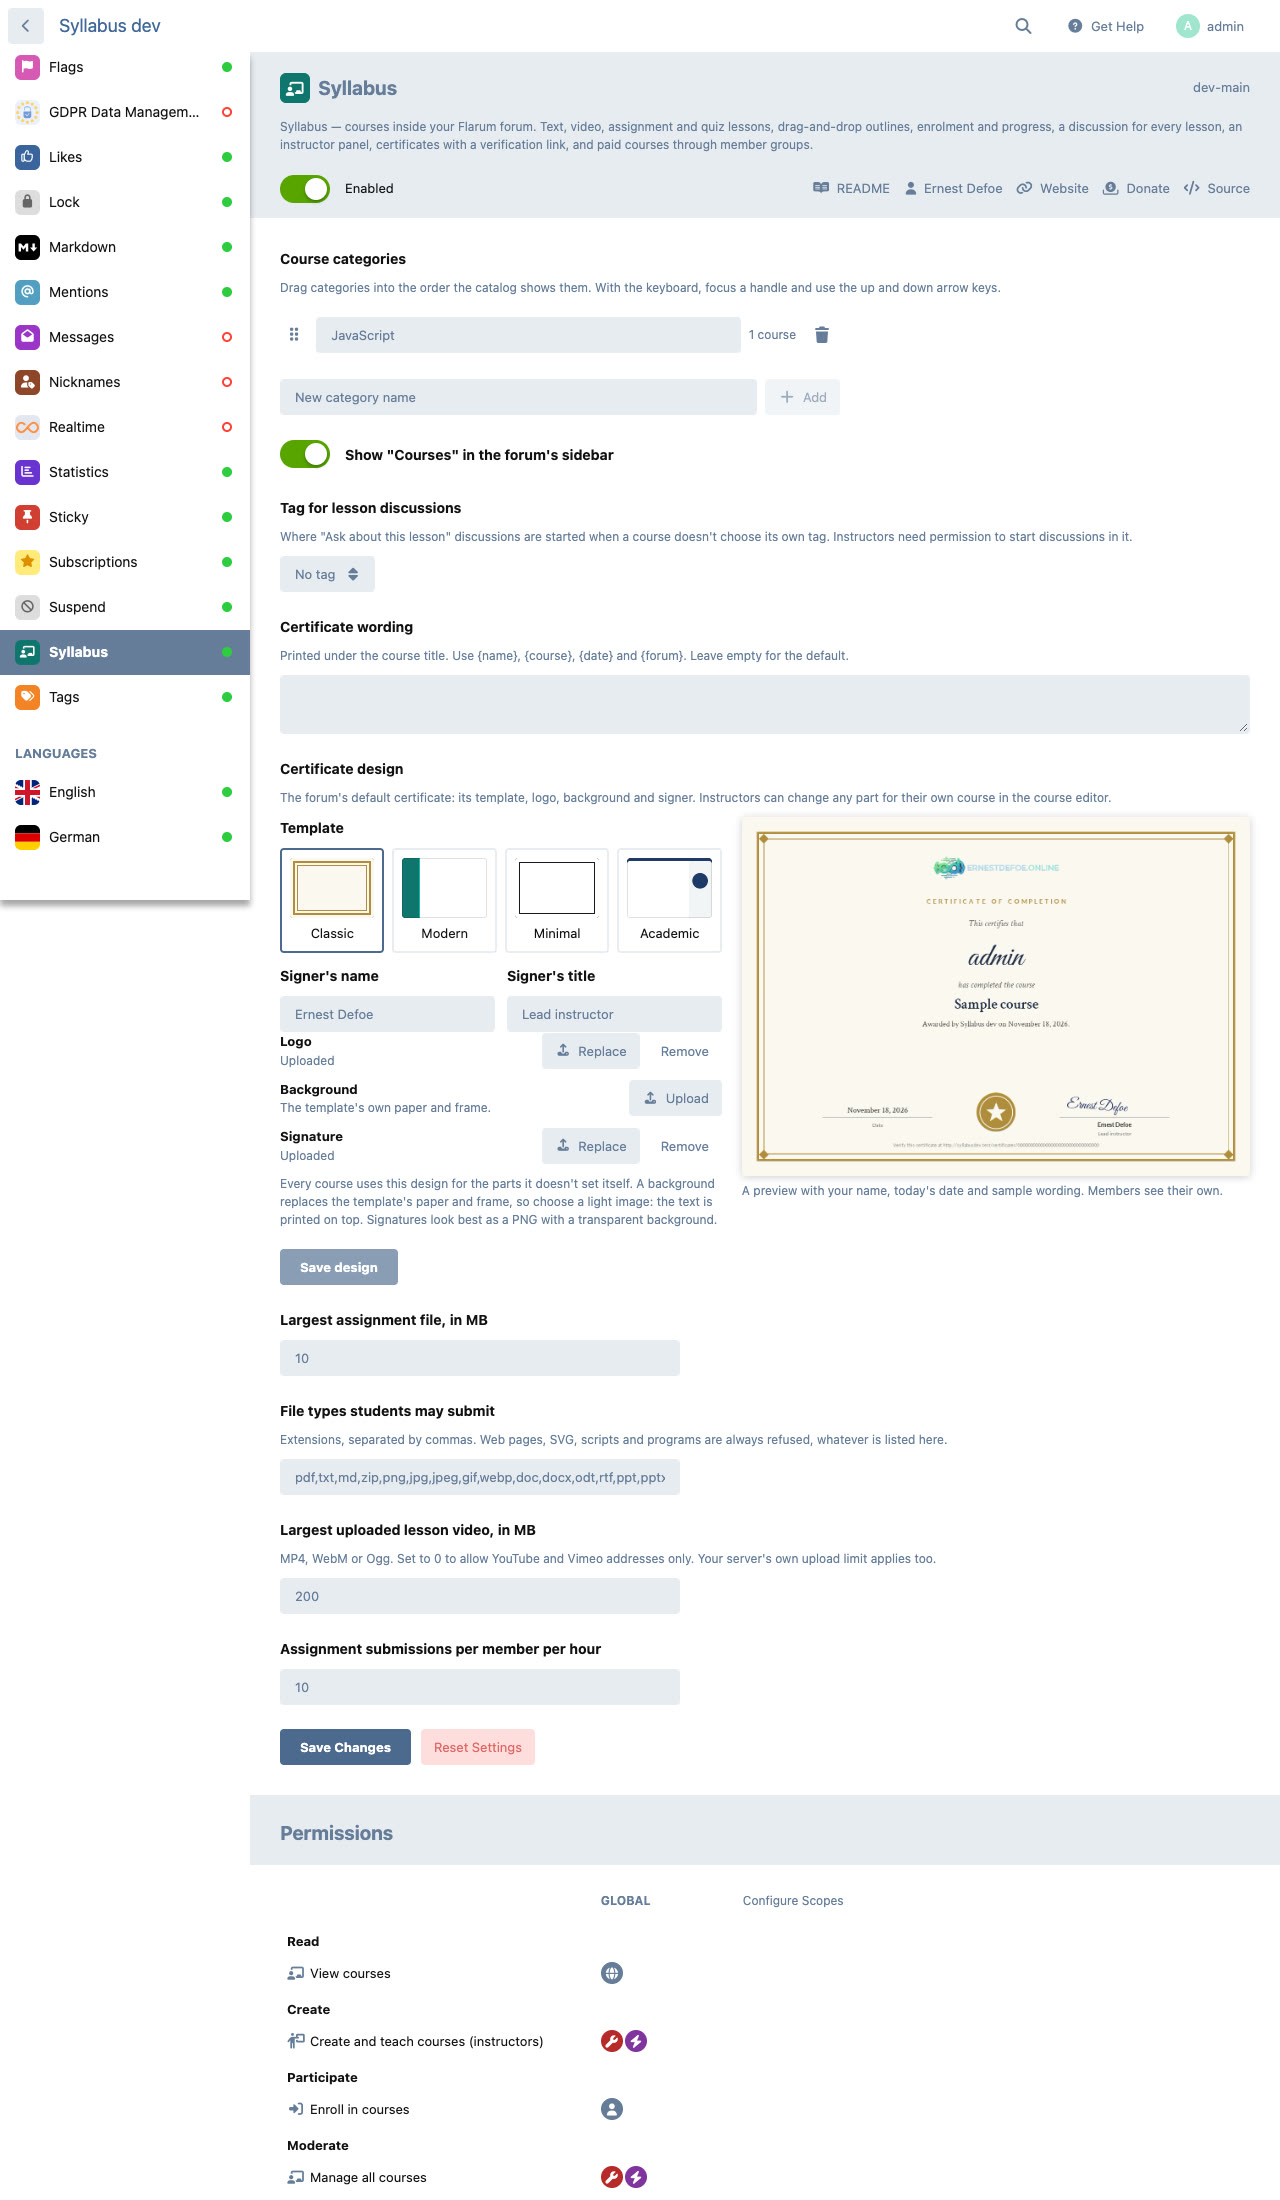 Syllabus dev
Get Help
A
admin
Flags
GDPR Data Managem...
Likes
Lock
Markdown
Mentions
Messages
Nicknames
Realtime
Statistics
Sticky
Subscriptions
Suspend
Syllabus
Tags
LANGUAGES
English
German
Syllabus
dev-main
Syllabus — courses inside your Flarum forum. Text, video, assignment and quiz lessons, drag-and-drop outlines, enrolment and progress, a discussion for every lesson, an
instructor panel, certificates with a verification link, and paid courses through member groups.
Enabled
README
Ernest Defoe
Website
Donate
Source
Course categories
Drag categories into the order the catalog shows them. With the keyboard, focus a handle and use the up and down arrow keys.
JavaScript
1 course
New category name
Add
Show "Courses" in the forum's sidebar
Tag for lesson discussions
Where "Ask about this lesson" discussions are started when a course doesn't choose its own tag. Instructors need permission to start discussions in it.
No tag
Certificate wording
Printed under the course title. Use {name}, {course}, {date} and {forum}. Leave empty for the default.
Certificate design
The forum's default certificate: its template, logo, background and signer. Instructors can change any part for their own course in the course editor.
Template
Classic
Modern
Minimal
Academic
Signer's name
Signer's title
Ernest Defoe
Lead instructor
Logo
Uploaded
Replace
Remove
Background
The template's own paper and frame.
Upload
Signature
Uploaded
Replace
Remove
Every course uses this design for the parts it doesn't set itself. A background
replaces the template's paper and frame, so choose a light image: the text is
printed on top. Signatures look best as a PNG with a transparent background.
ERNESTDEFOE.ONLINE
CERTIFICATE OF COMPLETION
This certifies that
admin
has completed the course
Sample course
Awarded by Syllabus dev on November 18, 2026.
November 18, 2026
Date
Ernest Defoe
Ernest Defoe
Lead instructor
A preview with your name, today's date and sample wording. Members see their own.
Save design
Largest assignment file, in MB
10
File types students may submit
Extensions, separated by commas. Web pages, SVG, scripts and programs are always refused, whatever is listed here.
pdf,txt,md,zip,png,jpg,jpeg,gif,webp,doc,docx,odt,rtf,ppt,ppt
Largest uploaded lesson video, in MB
MP4, WebM or Ogg. Set to 0 to allow YouTube and Vimeo addresses only. Your server's own upload limit applies too.
200
Assignment submissions per member per hour
10
Save Changes
Reset Settings
Permissions
GLOBAL
Configure Scopes
Read
View courses
Create
Create and teach courses (instructors)
Participate
Enroll in courses
Moderate
Manage all courses